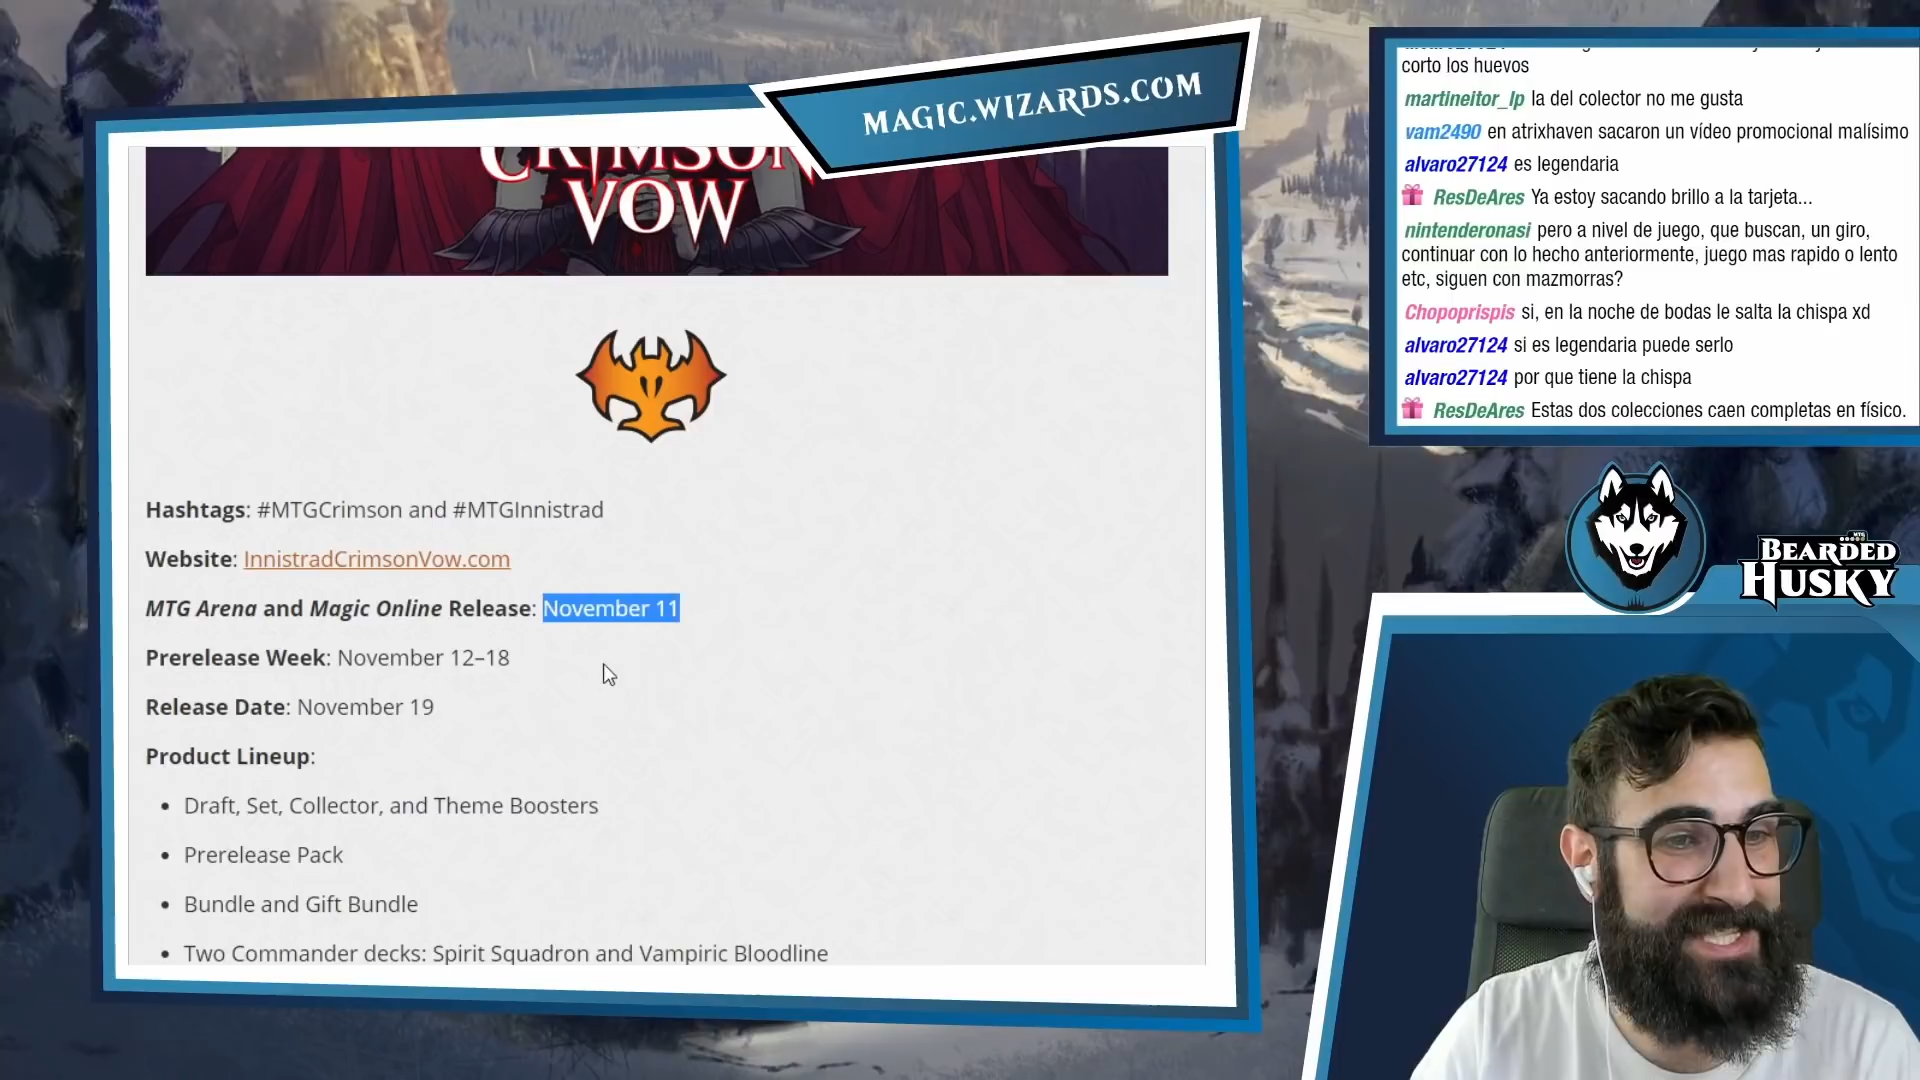 MAGIC.WIZARDS.COM
CRIMSON
VOW
Hashtags: #MTGCrimson and #MTGInnistrad
Website: InnistradCrimsonVow.com
MTG Arena and Magic Online Release: November 11
Prerelease Week: November 12–18
Release Date: November 19
Product Lineup:
• Draft, Set, Collector, and Theme Boosters
• Prerelease Pack
• Bundle and Gift Bundle
• Two Commander decks: Spirit Squadron and Vampiric Bloodline
corto los huevos
martineitor_lp la del colector no me gusta
vam2490 en atrixhaven sacaron un vídeo promocional malísimo
alvaro27124 es legendaria
ResDeAres Ya estoy sacando brillo a la tarjeta...
nintenderonasi pero a nivel de juego, que buscan, un giro,
continuar con lo hecho anteriormente, juego mas rapido o lento
etc, siguen con mazmorras?
Chopoprispis si, en la noche de bodas le salta la chispa xd
alvaro27124 si es legendaria puede serlo
alvaro27124 por que tiene la chispa
ResDeAres Estas dos colecciones caen completas en físico.
MTG
BEARDED
HUSKY